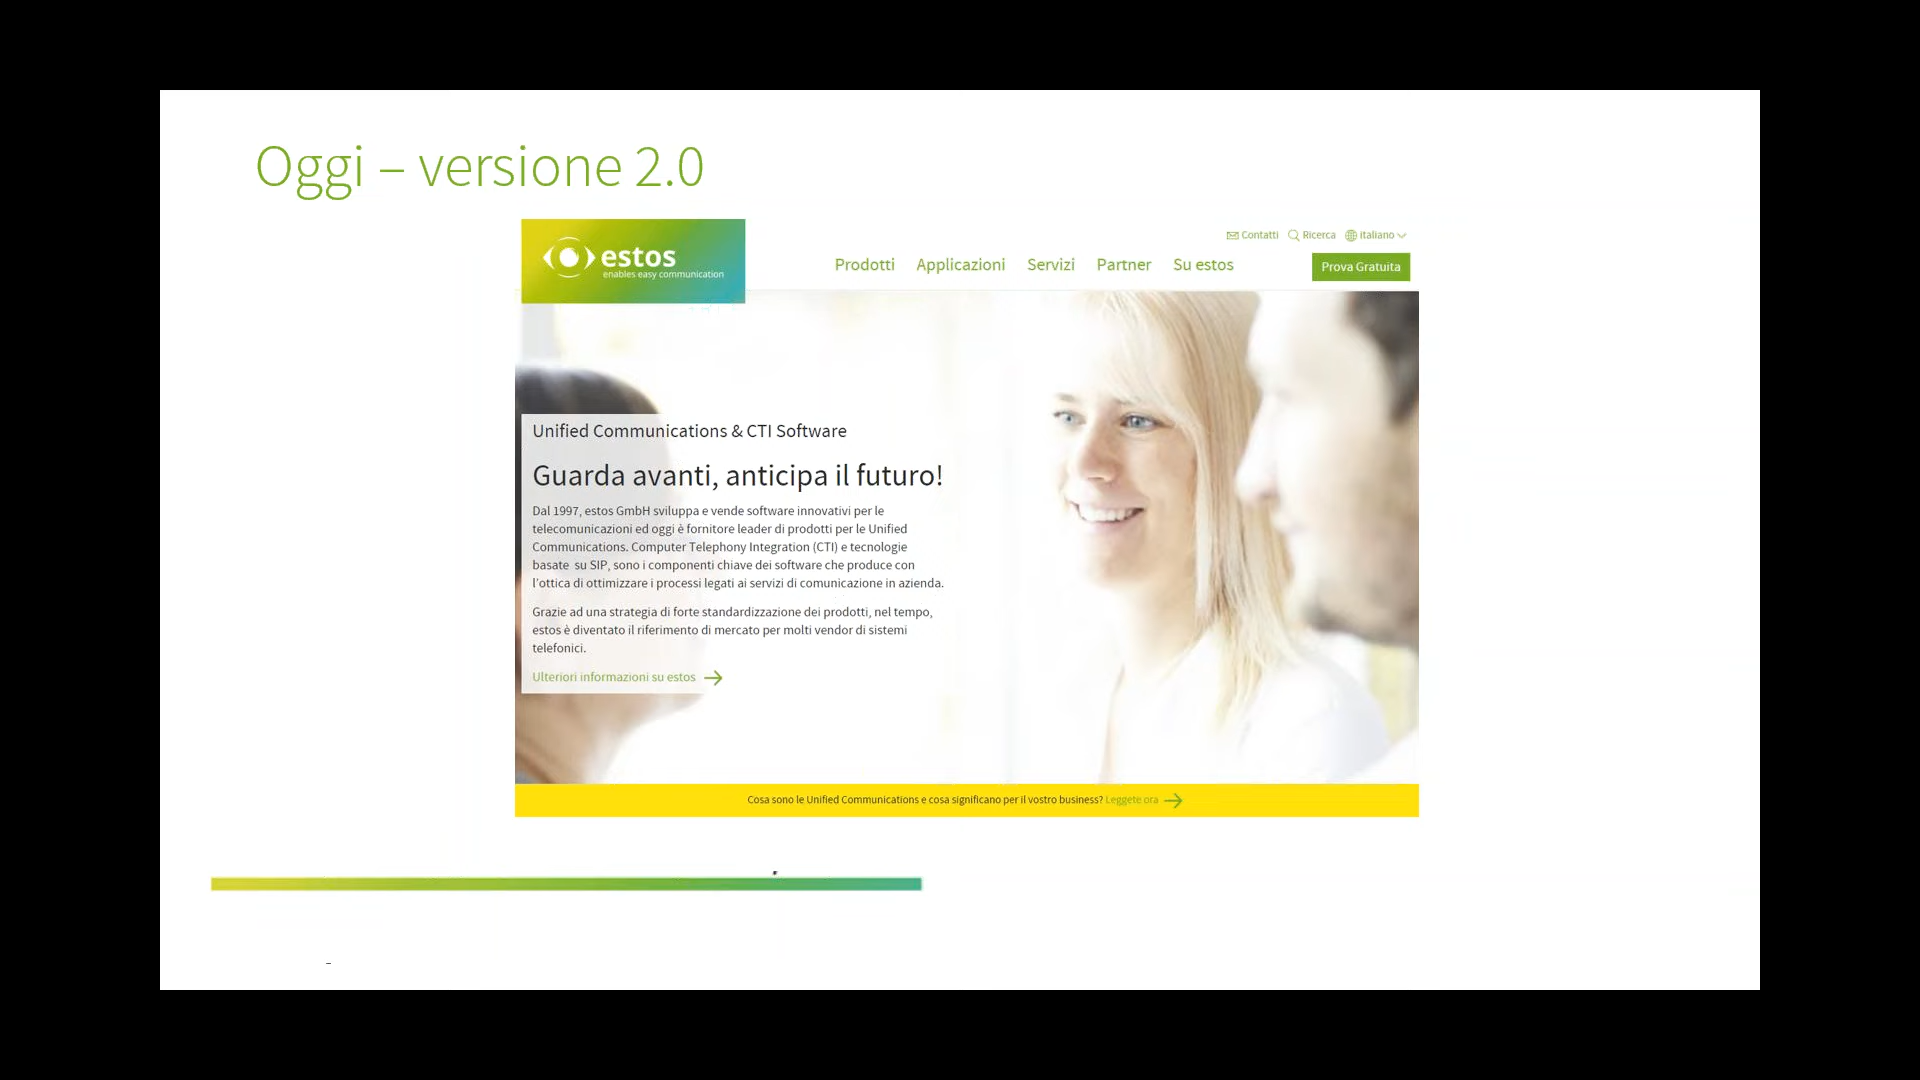 Oggi – versione 2.0
estos
enables easy communication
Contatti Ricerca italiano
Prodotti Applicazioni Servizi Partner Su estos
Prova Gratuita
Unified Communications & CTI Software
Guarda avanti, anticipa il futuro!
Dal 1997, estos GmbH sviluppa e vende software innovativi per le
telecomunicazioni ed oggi è fornitore leader di prodotti per le Unified
Communications. Computer Telephony Integration (CTI) e tecnologie
basate su SIP, sono i componenti chiave dei software che produce con
l'ottica di ottimizzare i processi legati ai servizi di comunicazione in azienda.
Grazie ad una strategia di forte standardizzazione dei prodotti, nel tempo,
estos è diventato il riferimento di mercato per molti vendor di sistemi
telefonici.
Ulteriori informazioni su estos
Cosa sono le Unified Communications e cosa significano per il vostro business? Leggete ora